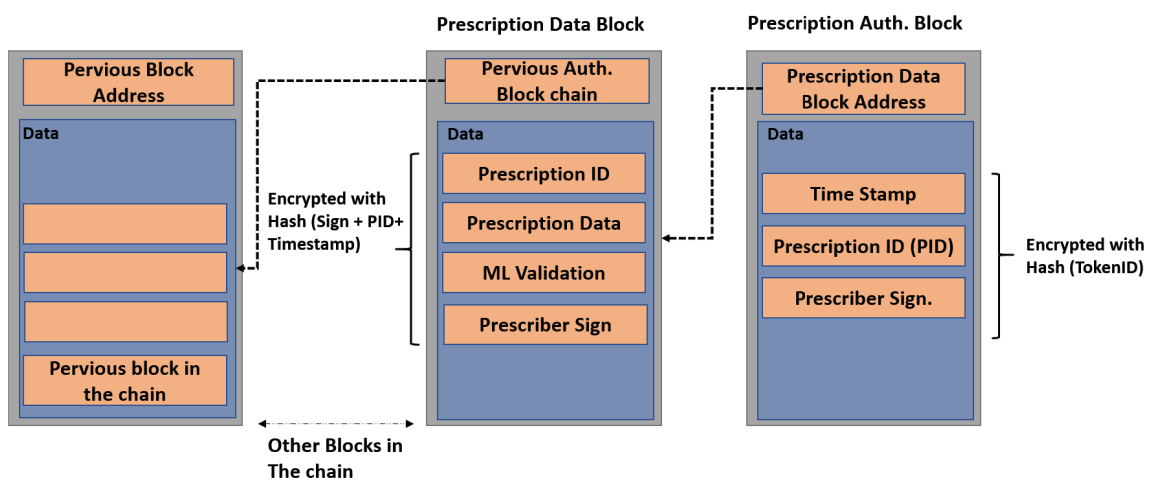 Prescription Data Block
Prescription Auth. Block
Pervious Block
Address
Data
Pervious block in
the chain
Other Blocks in
The chain
Encrypted with
Hash (Sign + PID+
Timestamp)
Pervious Auth.
Block chain
Data
Prescription ID
Prescription Data
ML Validation
Prescriber Sign
Prescription Data
Block Address
Data
Time Stamp
Prescription ID (PID)
Prescriber Sign.
Encrypted with
Hash (TokenID)